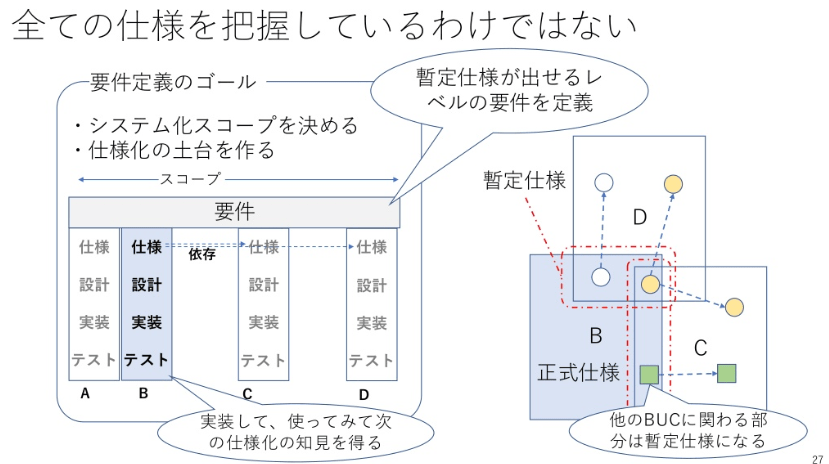 全ての仕様を把握しているわけではない
要件定義のゴール
暫定仕様が出せるレ
ベルの要件を定義
・システム化スコープを決める
・仕様化の土台を作る
スコープ
要件
仕様
設計
実装
テスト
A
仕様
設計
実装
テスト
B
依存
仕様
設計
実装
テスト
C
仕様
設計
実装
テスト
D
実装して、使ってみて次
の仕様化の知見を得る
暫定仕様
D
B
正式仕様
C
他のBUCに関わる部
分は暫定仕様になる
27